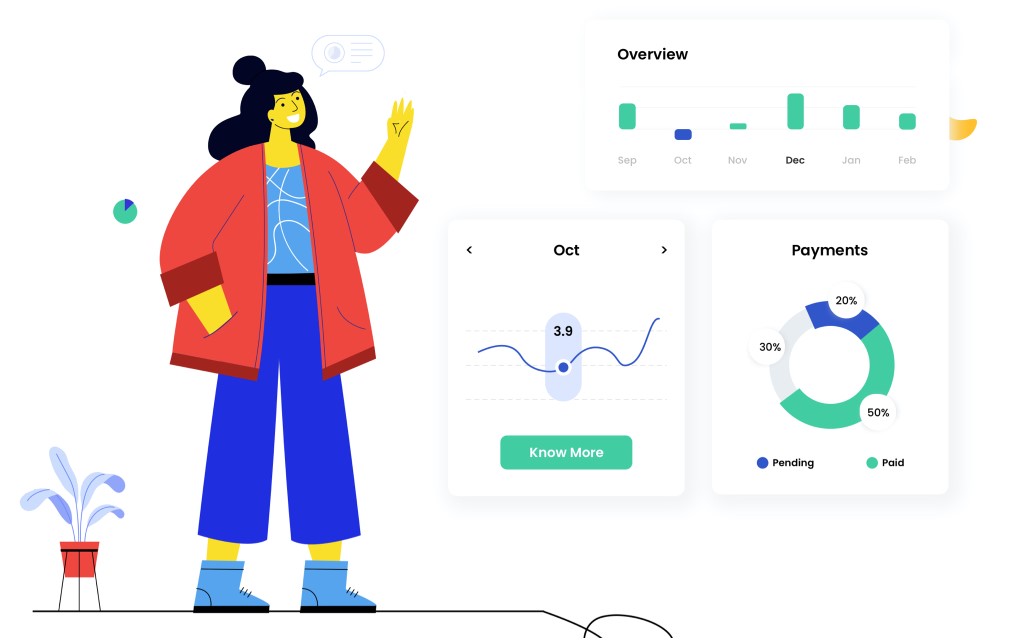 Overview
Sep Oct Nov Dec Jan Feb
< Oct >
3.9
Know More
Payments
20%
30%
50%
Pending Paid